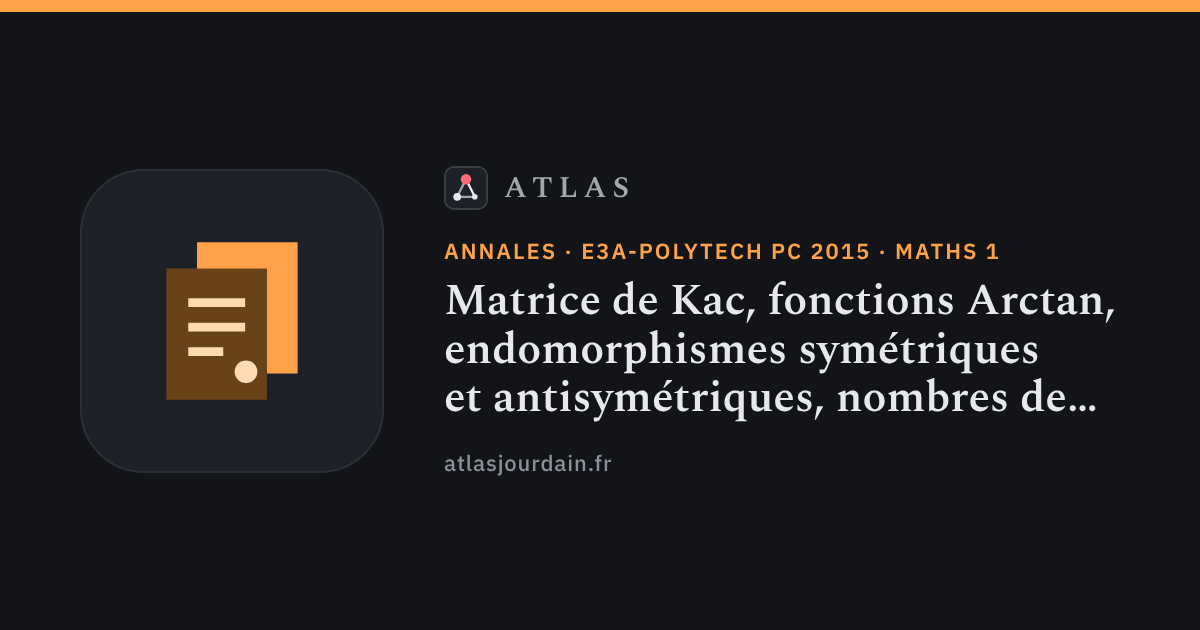 ATLAS
ANNALES · E3A-POLYTECH PC 2015 · MATHS 1
Matrice de Kac, fonctions Arctan,
endomorphismes symétriques
et antisymétriques, nombres de…
atlasjourdain.fr